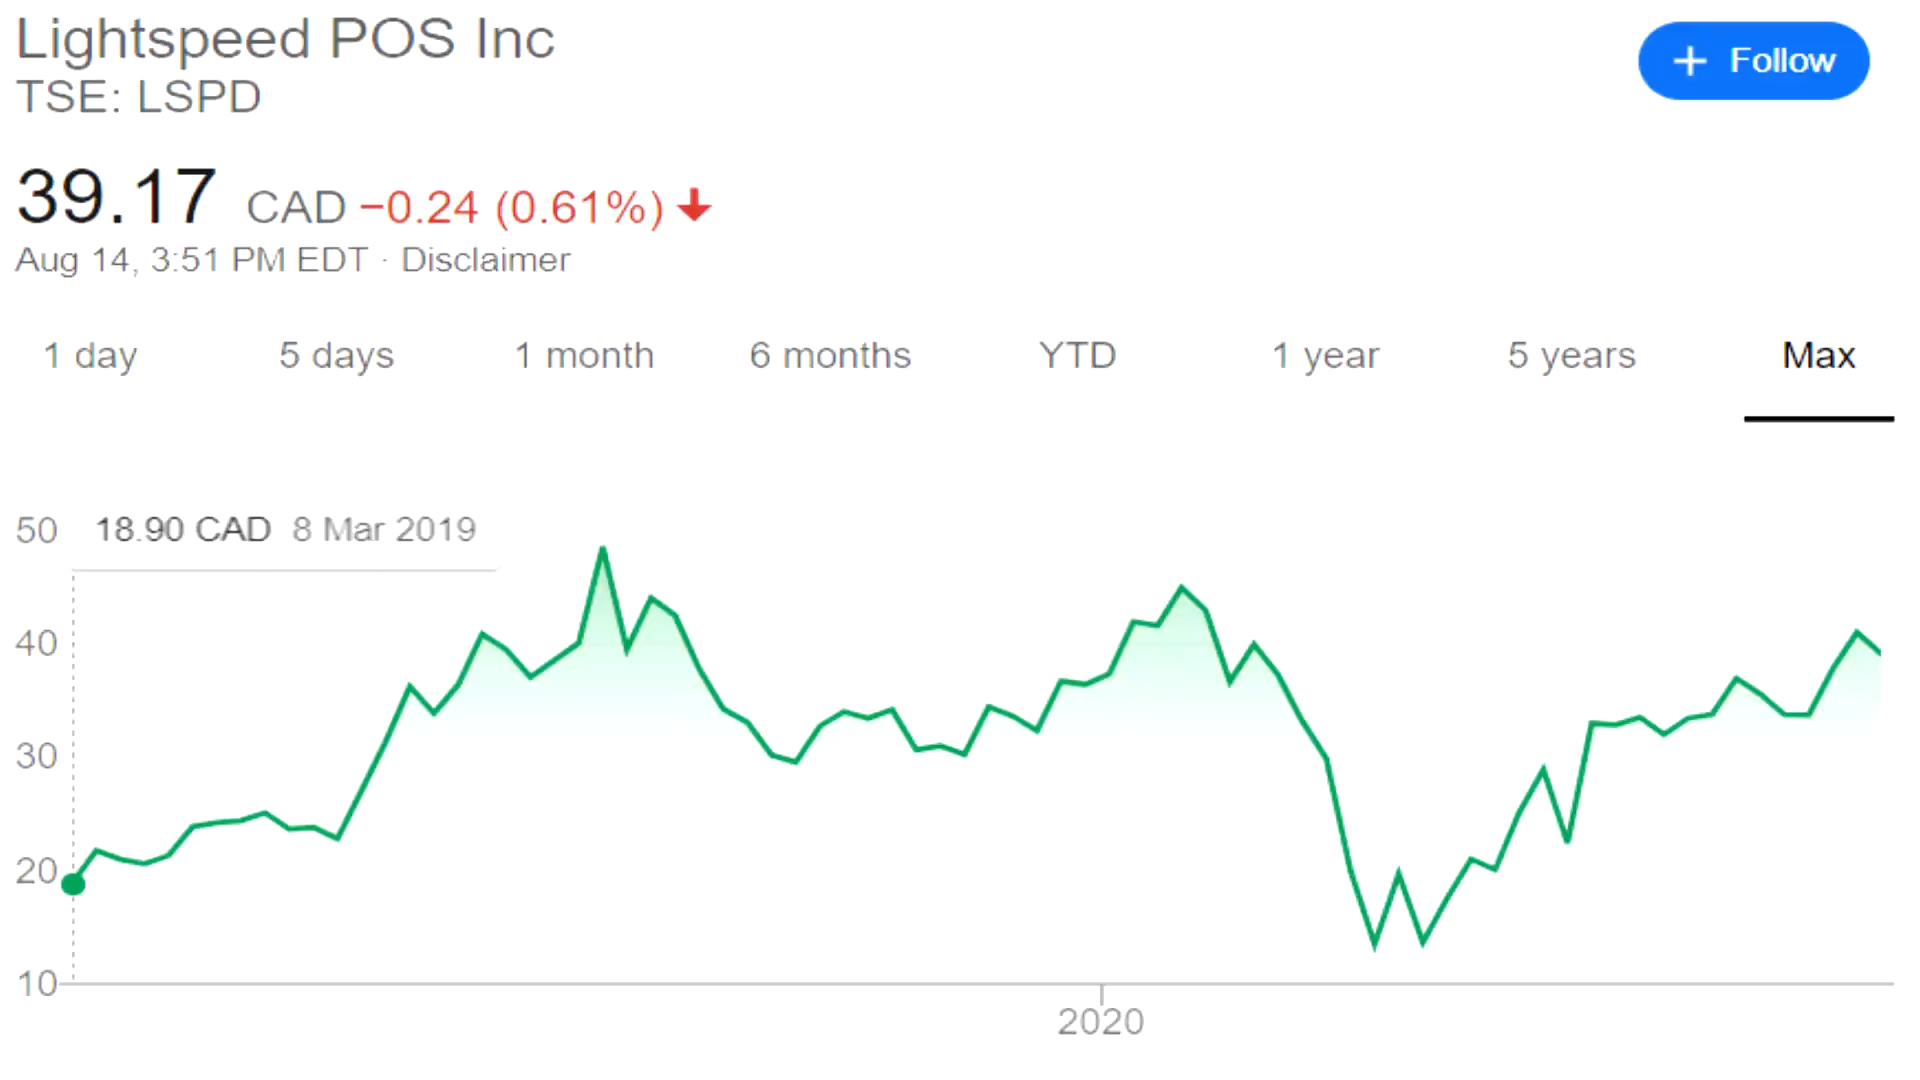 Lightspeed POS Inc
+ Follow
TSE: LSPD
39.17 CAD −0.24 (0.61%) ↓
Aug 14, 3:51 PM EDT · Disclaimer
1 day 5 days 1 month 6 months YTD 1 year 5 years Max
50
18.90 CAD 8 Mar 2019
40
30
20
10
2020